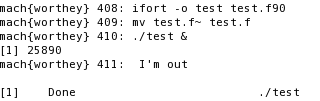 mach{worthey} 408: ifort -o test test.f90
mach{worthey} 409: mv test.f~ test.f
mach{worthey} 410: ./test &
[1] 25890
mach{worthey} 411:  I'm out
[1]    Done                          ./test